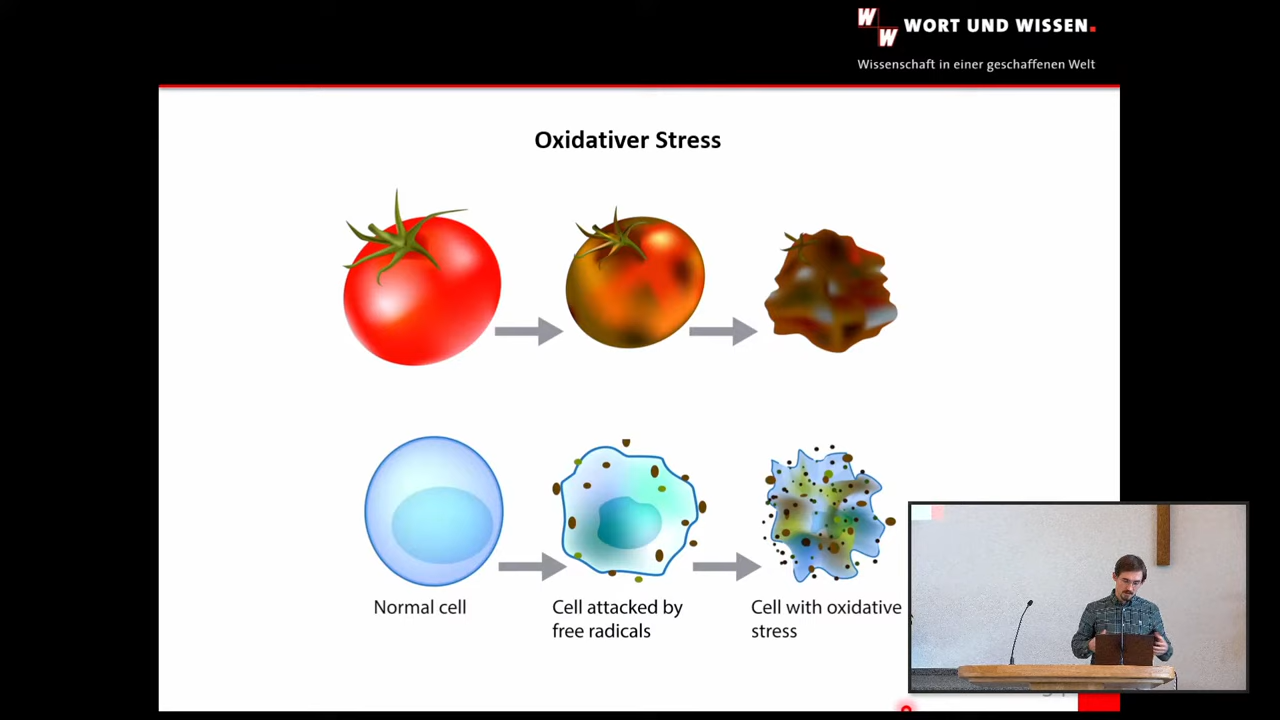 WW WORT UND WISSEN.
Wissenschaft in einer geschaffenen Welt
Oxidativer Stress
Normal cell
Cell attacked by
free radicals
Cell with oxidative
stress